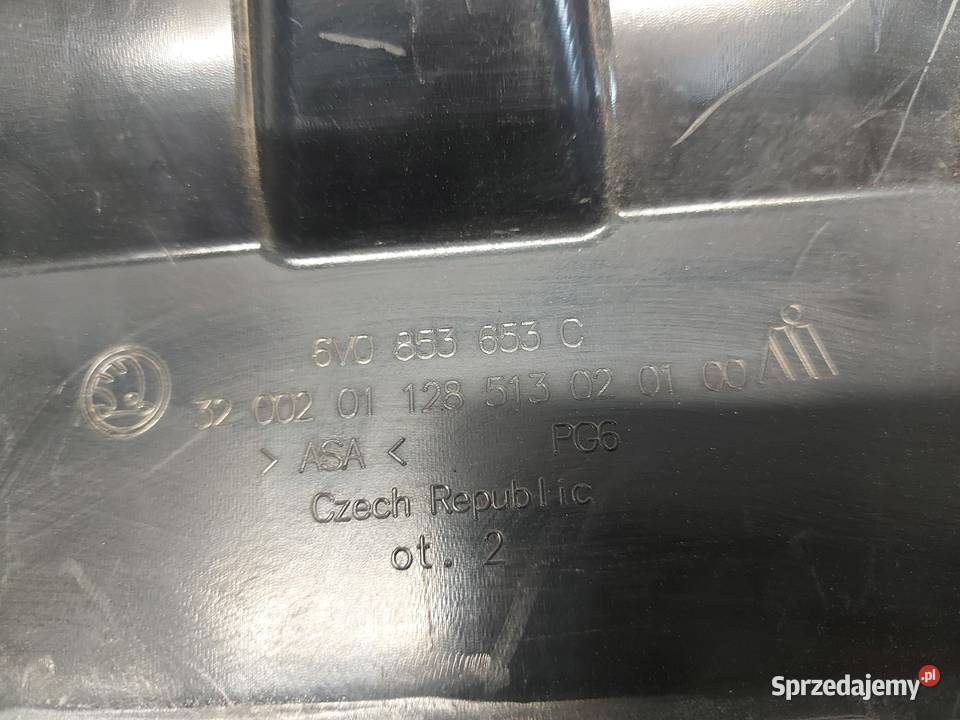 6V0 853 653 C
32 002 01 128 513 02 01 00
> ASA < PG6
Czech Republic
ot. 2
Sprzedajemy.pl